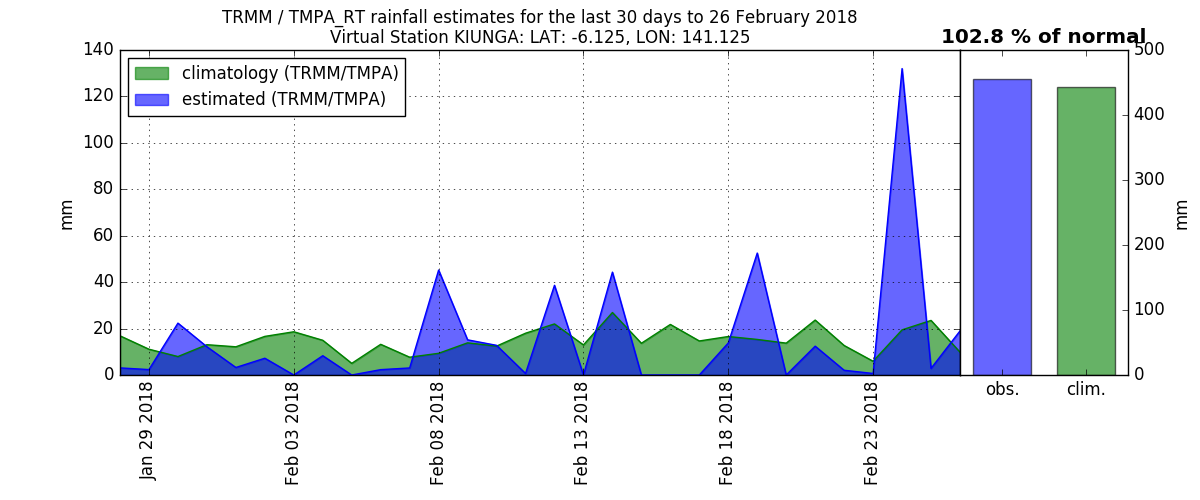 TRMM / TMPA_RT rainfall estimates for the last 30 days to 26 February 2018
Virtual Station KIUNGA: LAT: -6.125, LON: 141.125
102.8 % of normal
climatology (TRMM/TMPA)
estimated (TRMM/TMPA)
140
120
100
80
60
40
20
0
mm
Jan 29 2018
Feb 03 2018
Feb 08 2018
Feb 13 2018
Feb 18 2018
Feb 23 2018
500
400
300
200
100
0
mm
obs.
clim.